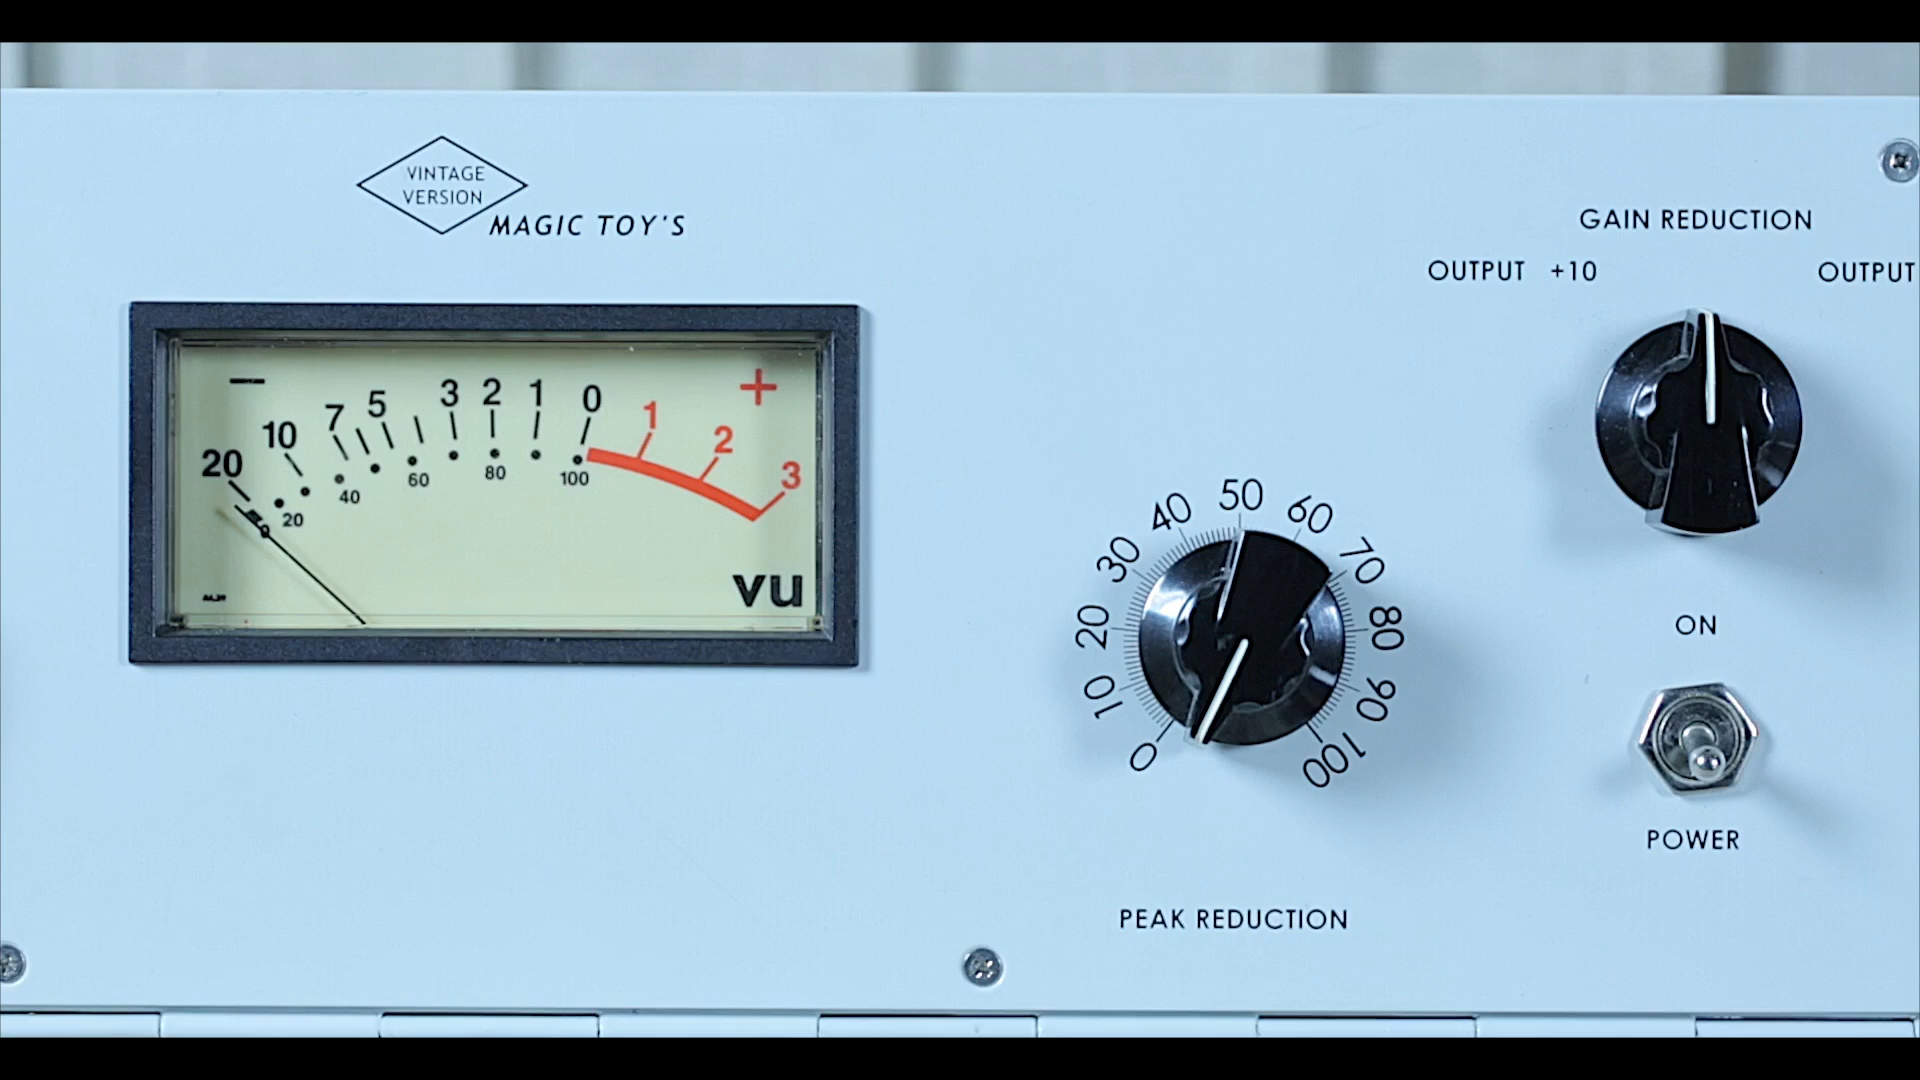 VINTAGE
VERSION
MAGIC TOY'S
GAIN REDUCTION
OUTPUT +10
OUTPUT
− +
20 10 7 5 3 2 1 0 1 2 3
0 20 40 60 80 100
vu
0 10 20 30 40 50 60 70 80 90 100
ON
POWER
PEAK REDUCTION